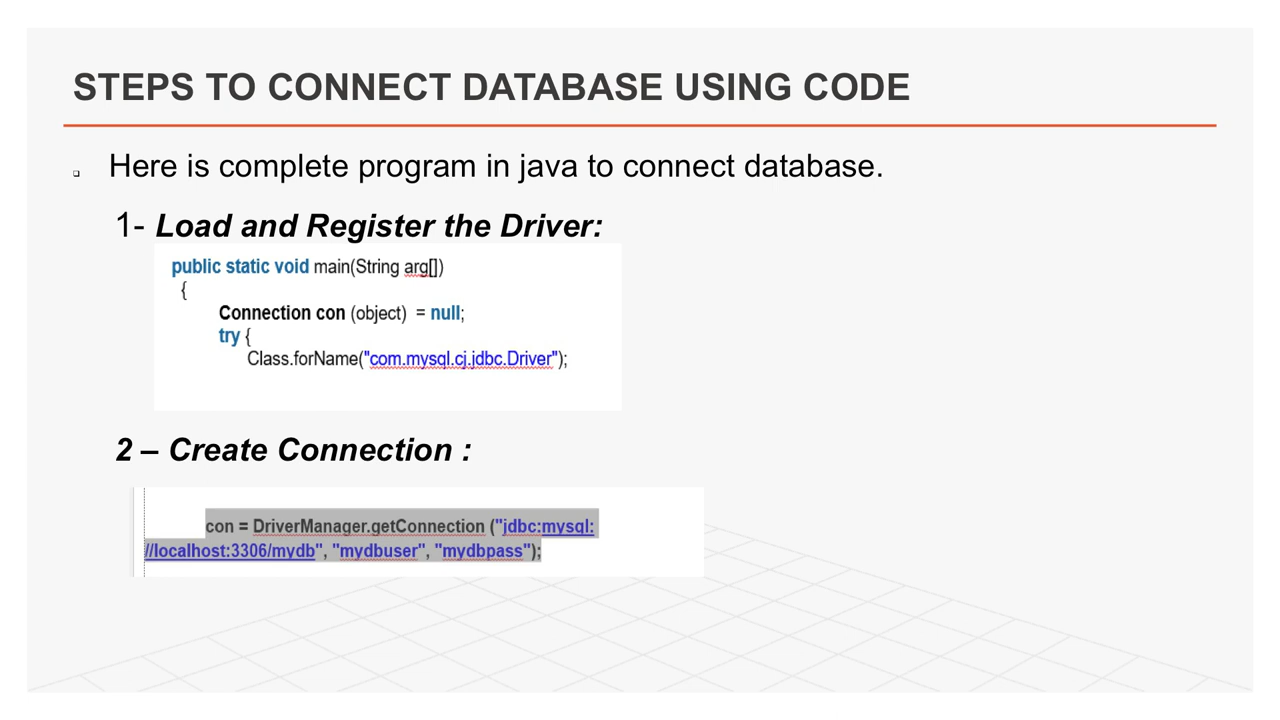 STEPS TO CONNECT DATABASE USING CODE
Here is complete program in java to connect database.
1- Load and Register the Driver:
public static void main(String arg[])
{
Connection con (object)  = null;
try {
Class.forName("com.mysql.cj.jdbc.Driver");
2 – Create Connection :
con = DriverManager.getConnection ("jdbc:mysql:
//localhost:3306/mydb", "mydbuser", "mydbpass");